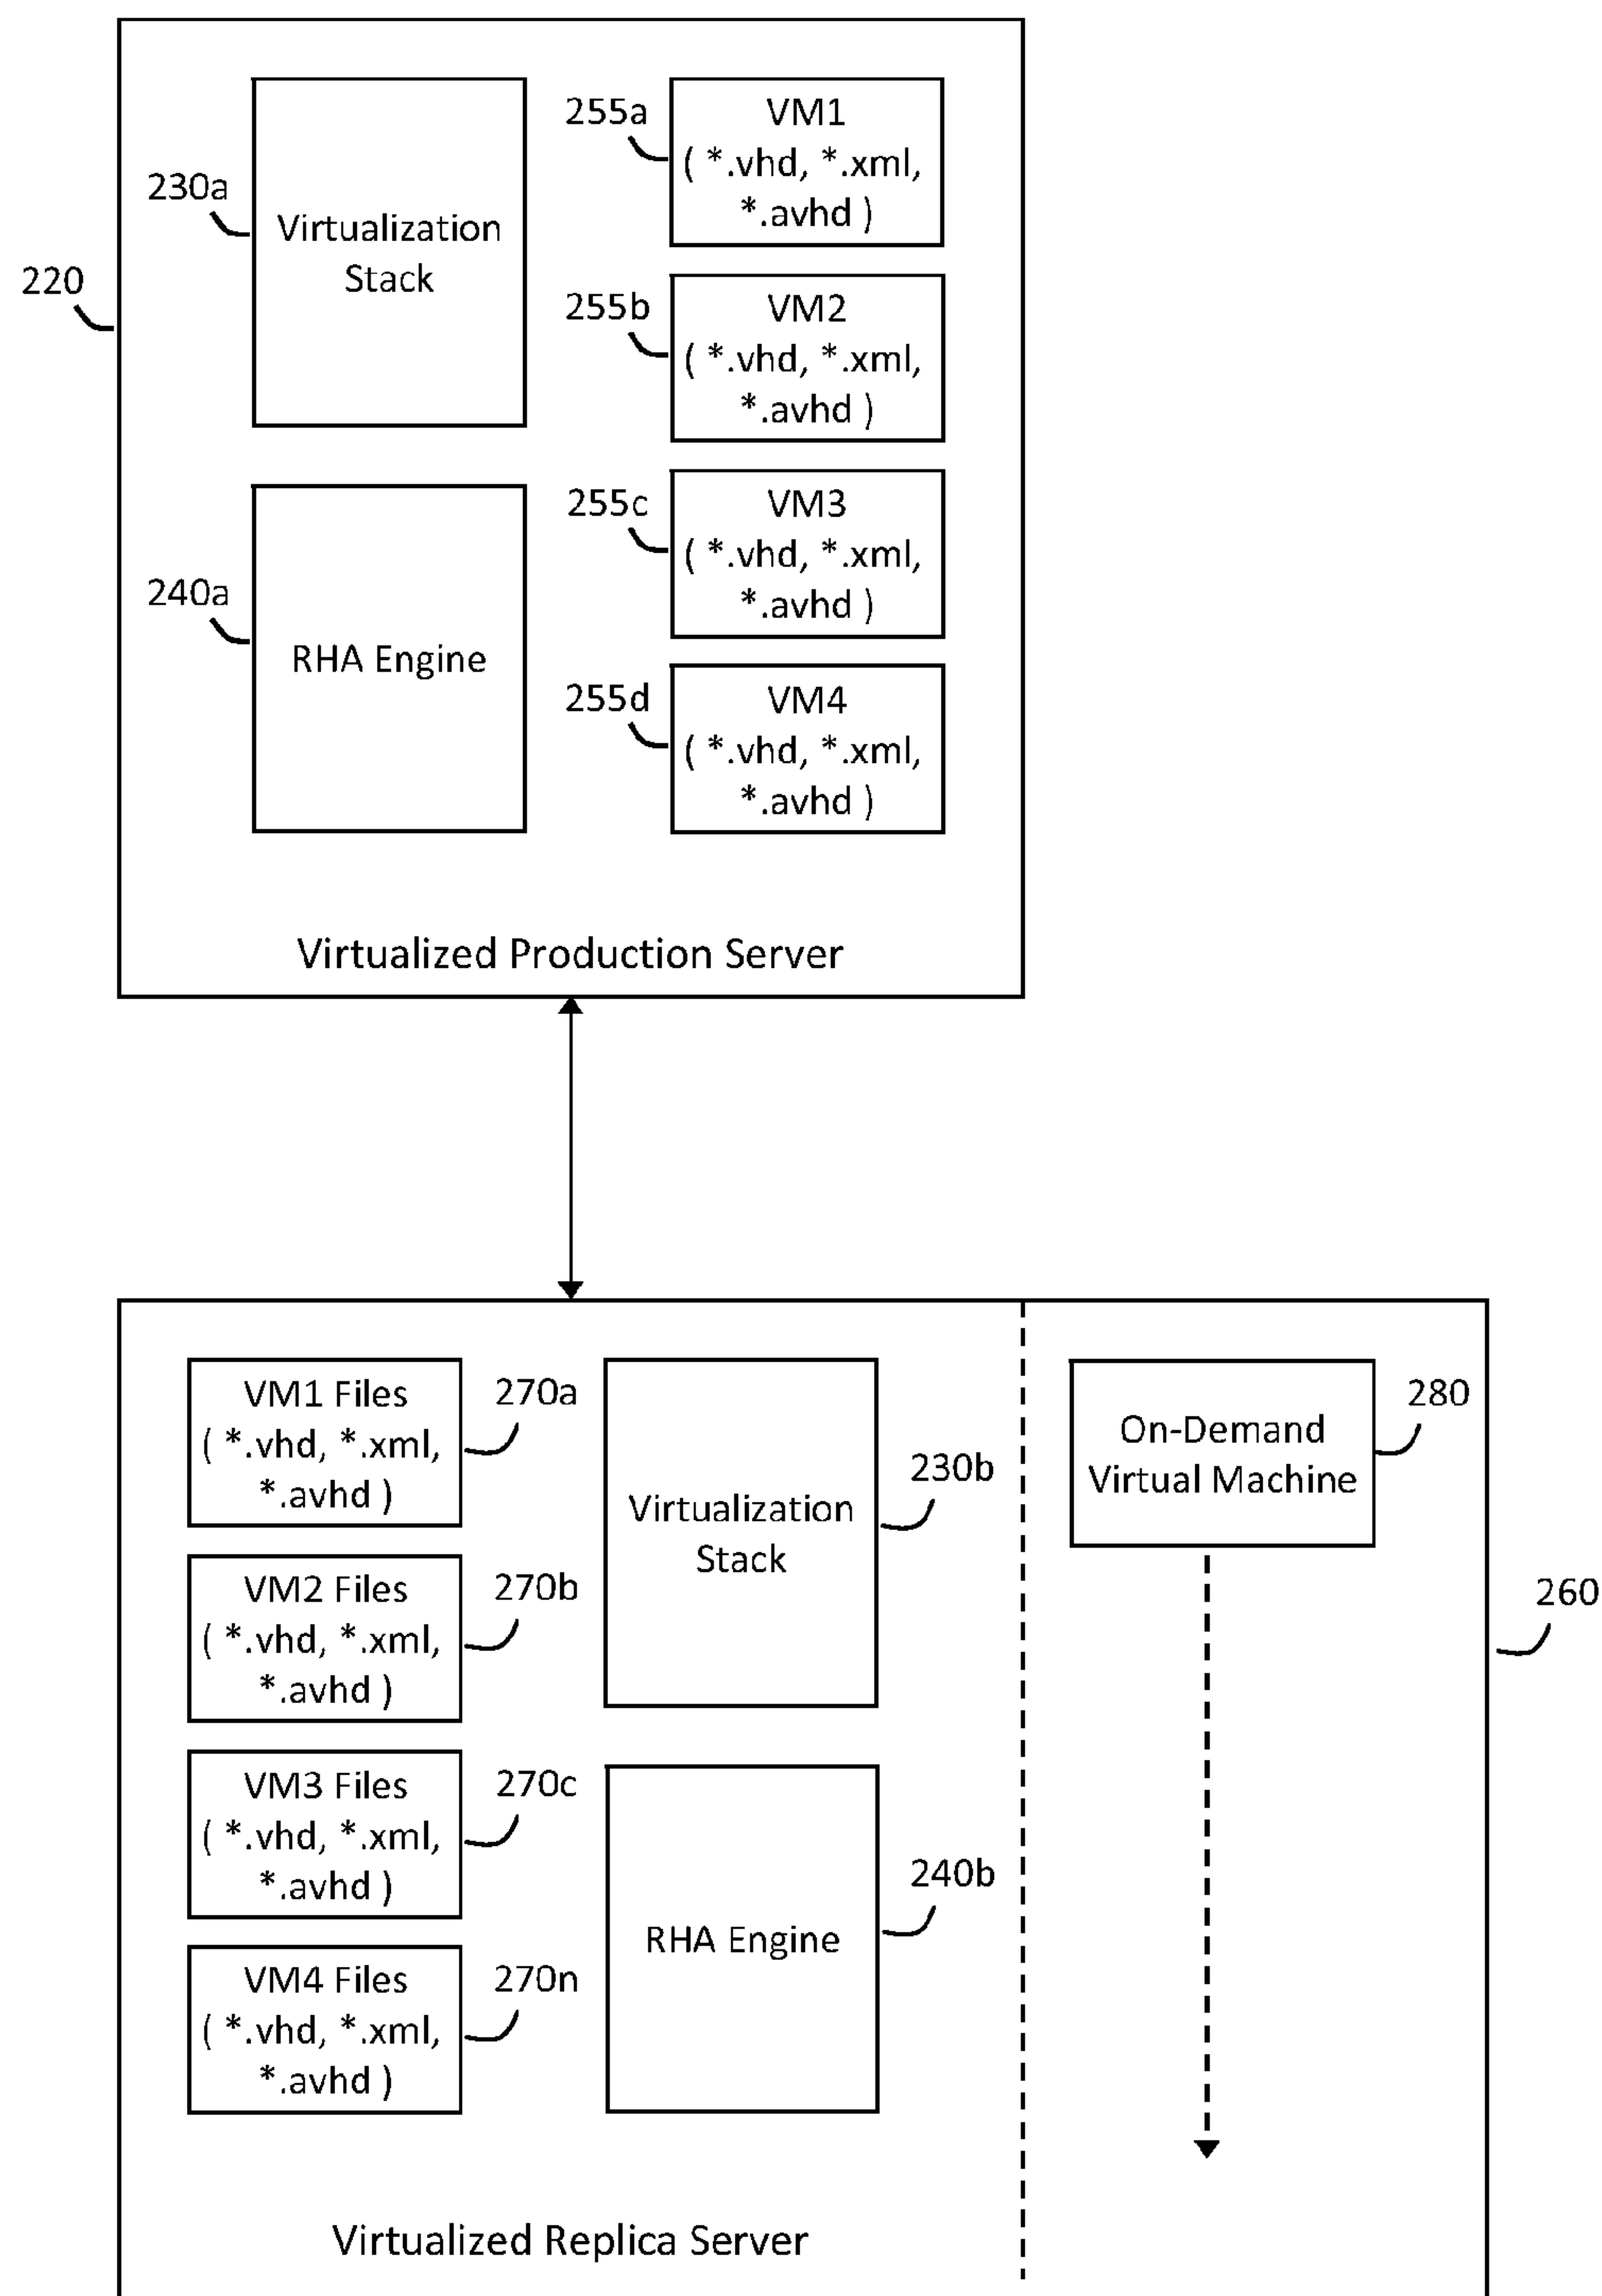 220
230a
Virtualization
Stack
240a
RHA Engine
255a
VM1
( *.vhd, *.xml,
*.avhd )
255b
VM2
( *.vhd, *.xml,
*.avhd )
255c
VM3
( *.vhd, *.xml,
*.avhd )
255d
VM4
( *.vhd, *.xml,
*.avhd )
Virtualized Production Server
VM1 Files
( *.vhd, *.xml,
*.avhd )
270a
VM2 Files
( *.vhd, *.xml,
*.avhd )
270b
VM3 Files
( *.vhd, *.xml,
*.avhd )
270c
VM4 Files
( *.vhd, *.xml,
*.avhd )
270n
Virtualization
Stack
230b
RHA Engine
240b
On-Demand
Virtual Machine
280
260
Virtualized Replica Server